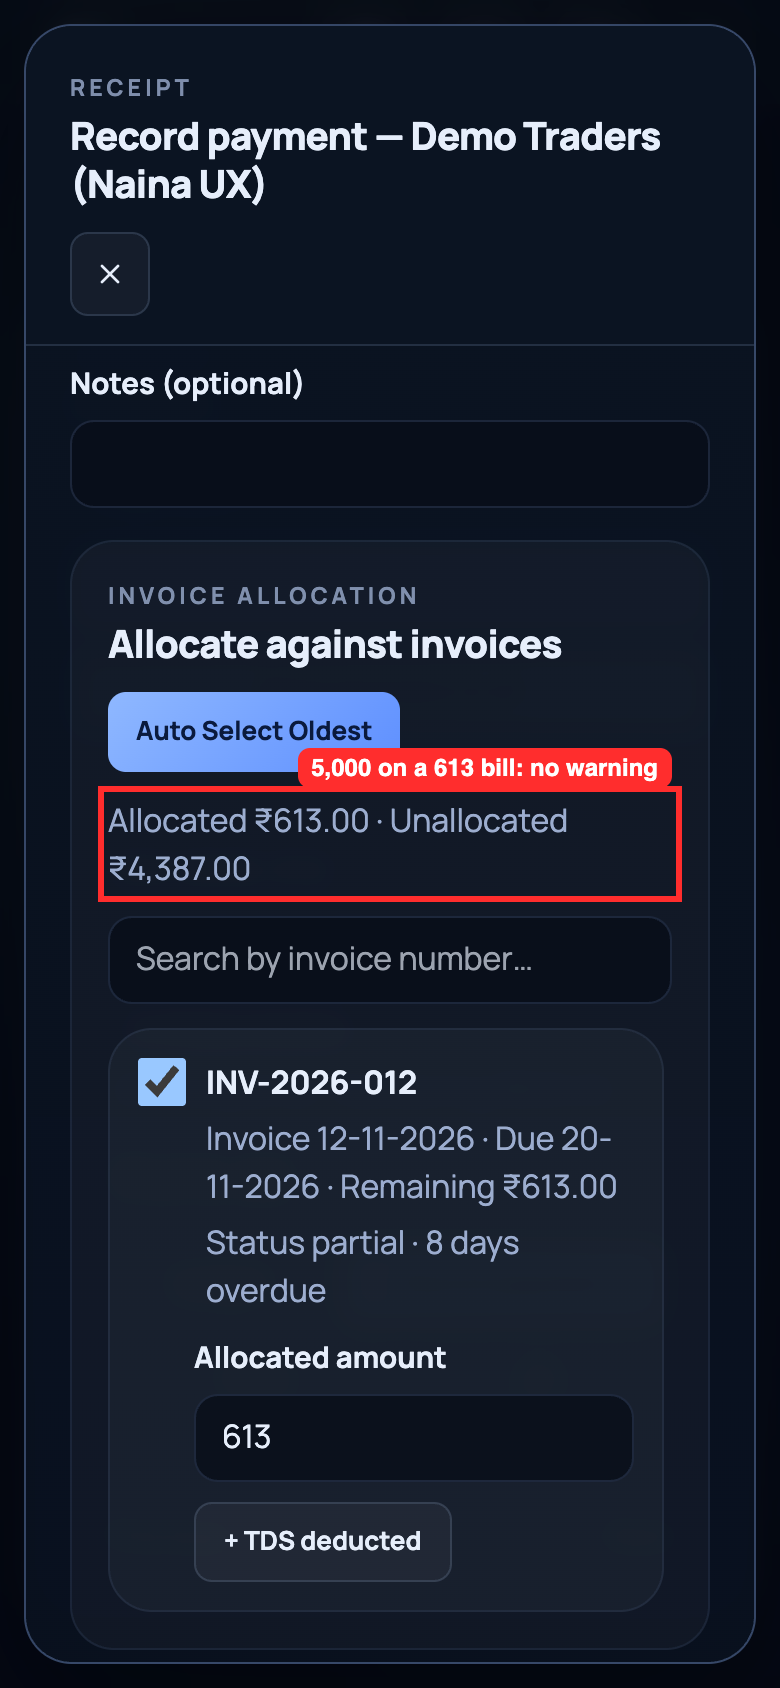 RECEIPT
Record payment — Demo Traders
(Naina UX)
Notes (optional)
INVOICE ALLOCATION
Allocate against invoices
Auto Select Oldest
5,000 on a 613 bill: no warning
Allocated ₹613.00 · Unallocated
₹4,387.00
Search by invoice number...
INV-2026-012
Invoice 12-11-2026 · Due 20-
11-2026 · Remaining ₹613.00
Status partial · 8 days
overdue
Allocated amount
613
+ TDS deducted